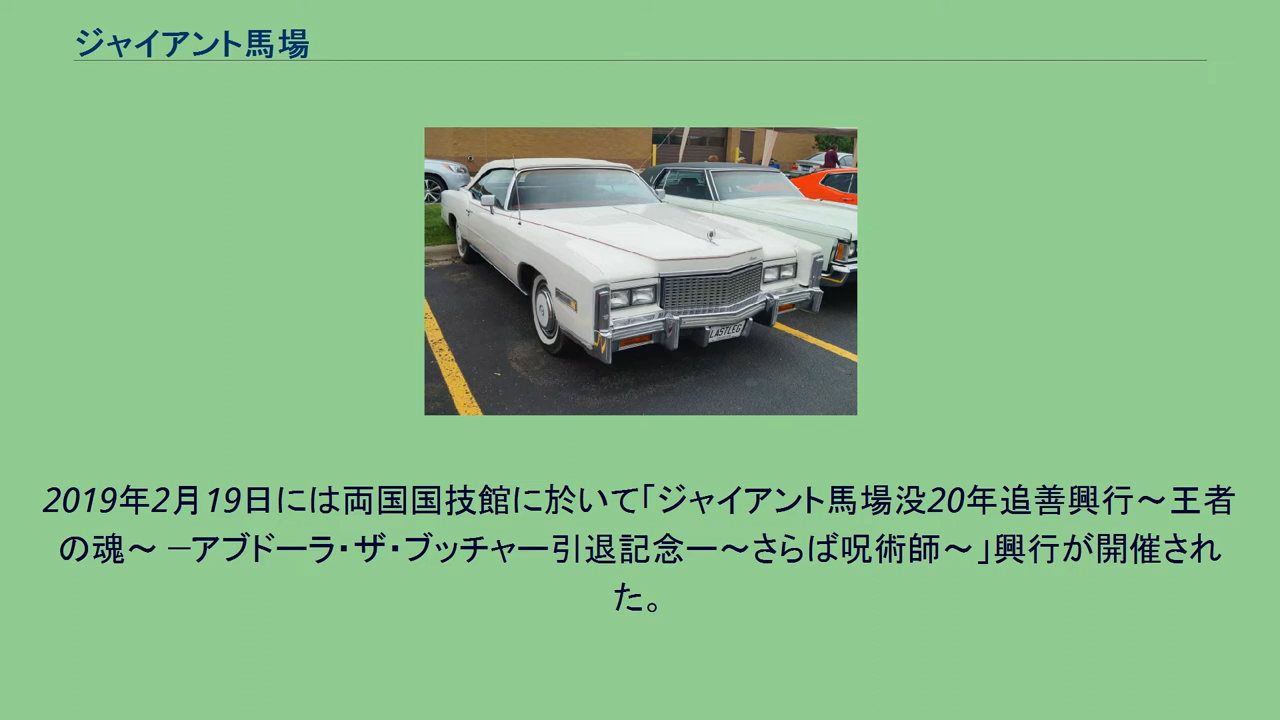 ジャイアント馬場
LASTLEG
2019年2月19日には両国国技館に於いて「ジャイアント馬場没20年追善興行～王者
の魂～ ―アブドーラ・ザ・ブッチャー引退記念ー～さらば呪術師～」興行が開催され
た。